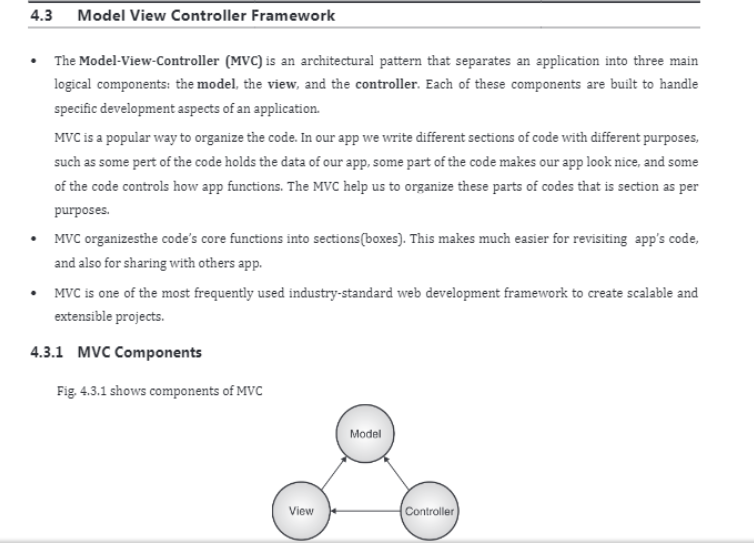 4.3 Model View Controller Framework
• The Model-View-Controller (MVC) is an architectural pattern that separates an application into three main
logical components: the model, the view, and the controller. Each of these components are built to handle
specific development aspects of an application.
MVC is a popular way to organize the code. In our app we write different sections of code with different purposes,
such as some pert of the code holds the data of our app, some part of the code makes our app look nice, and some
of the code controls how app functions. The MVC help us to organize these parts of codes that is section as per
purposes.
• MVC organizesthe code's core functions into sections(boxes). This makes much easier for revisiting app's code,
and also for sharing with others app.
• MVC is one of the most frequently used industry-standard web development framework to create scalable and
extensible projects.
4.3.1 MVC Components
Fig. 4.3.1 shows components of MVC
Model
View
Controller